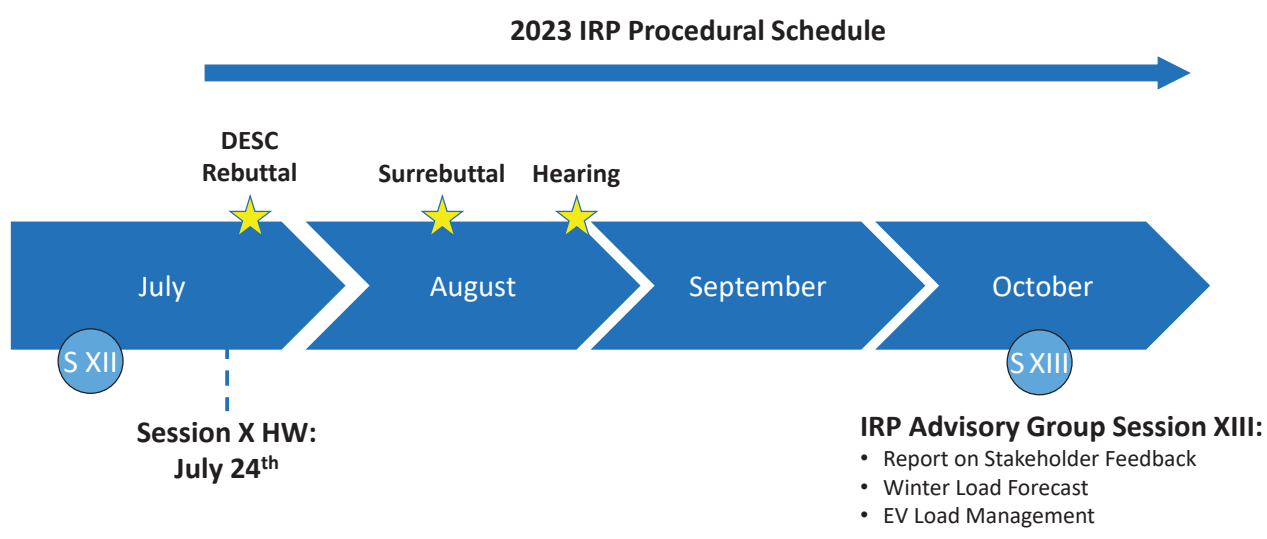 2023 IRP Procedural Schedule
DESC
Rebuttal
Surrebuttal
Hearing
July
August
September
October
S XII
S XIII
Session X HW:
July 24th
IRP Advisory Group Session XIII:
• Report on Stakeholder Feedback
• Winter Load Forecast
• EV Load Management